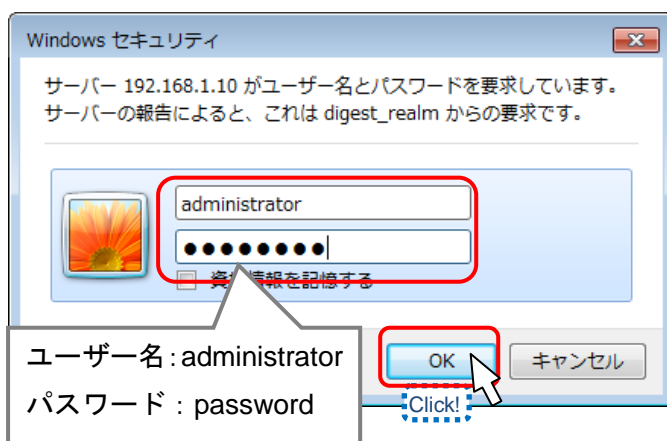 Windows セキュリティ
サーバー 192.168.1.10 がユーザー名とパスワードを要求しています。
サーバーの報告によると、これは digest_realm からの要求です。
administrator
●●●●●●●●
資格情報を記憶する
ユーザー名：administrator
パスワード：password
OK
キャンセル
Click!